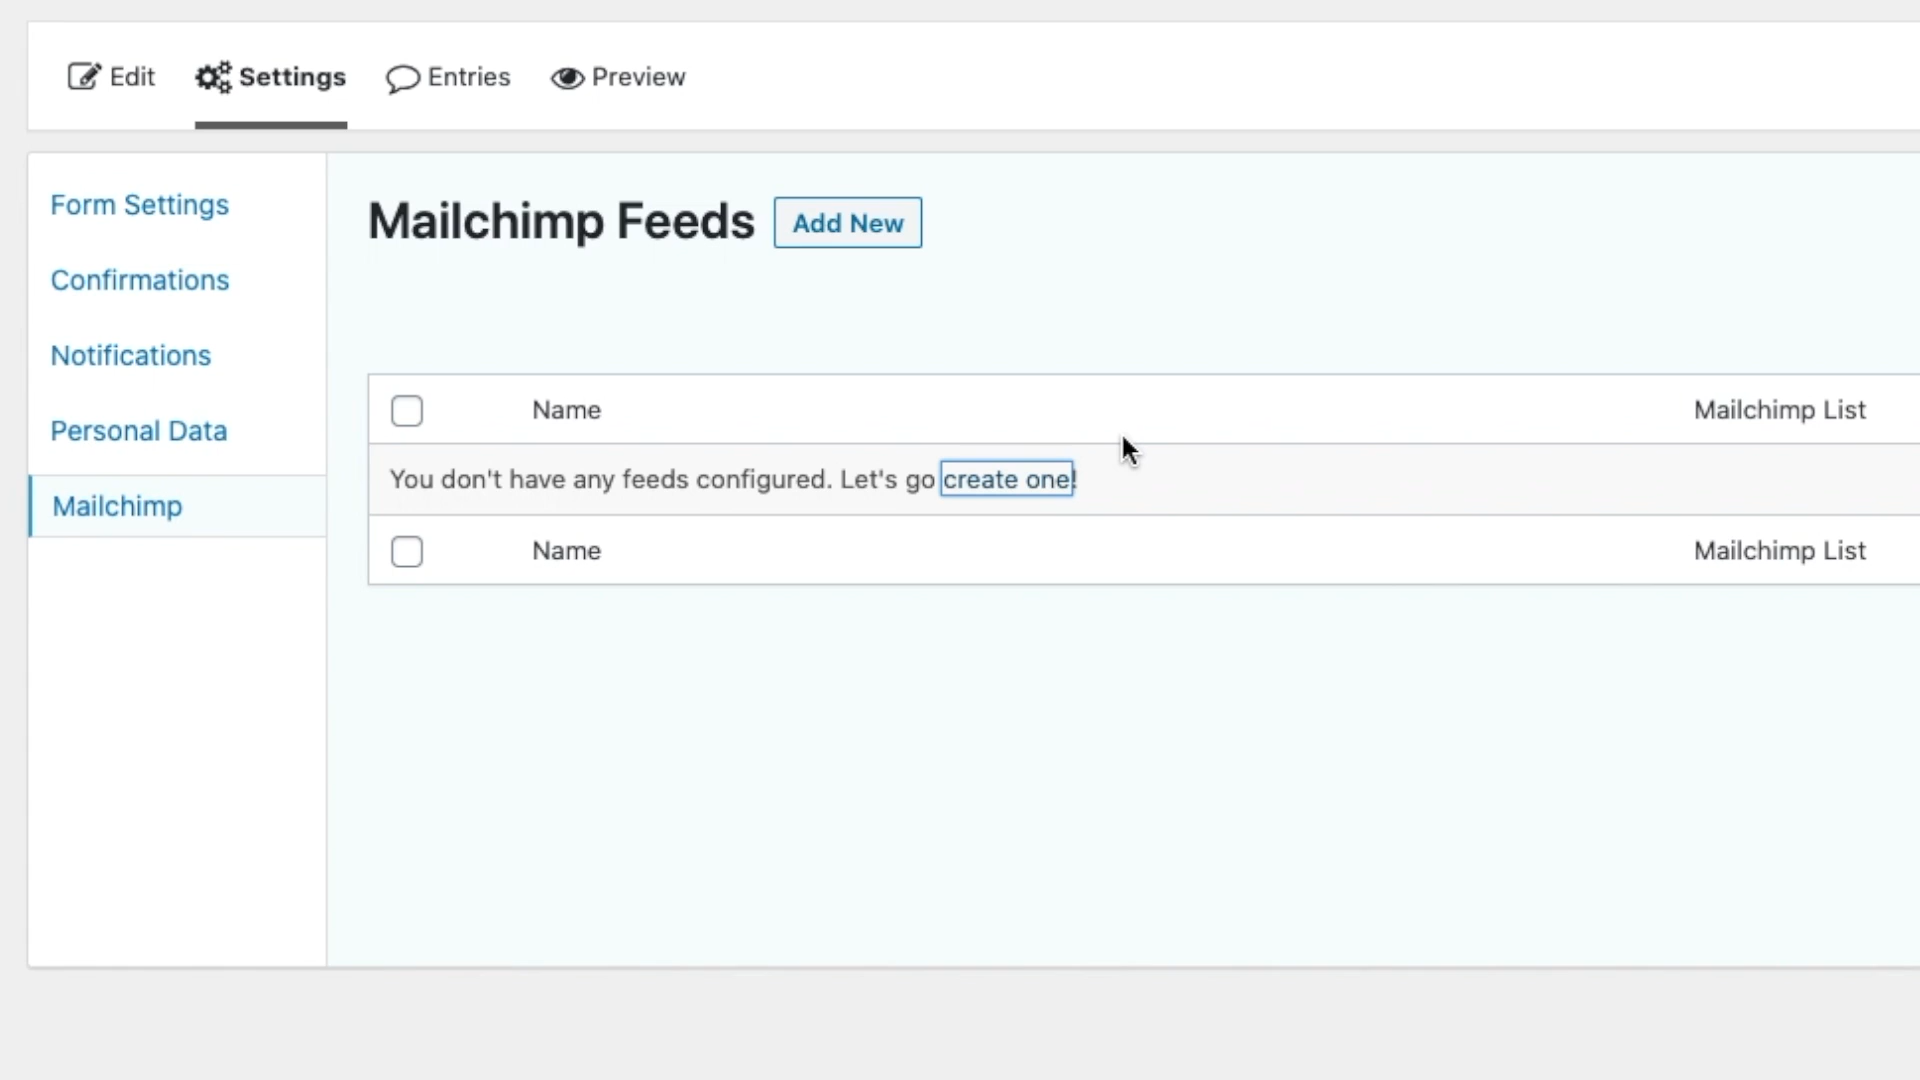 Edit Settings Entries Preview
Form Settings
Confirmations
Notifications
Personal Data
Mailchimp
Mailchimp Feeds Add New
Name Mailchimp List
You don't have any feeds configured. Let's go create one!
Name Mailchimp List